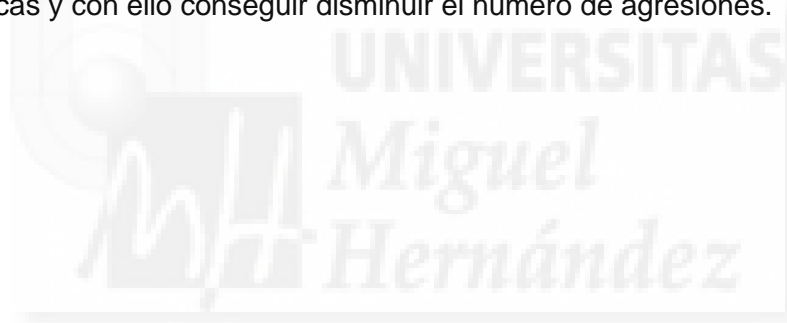 cas y con ello conseguir disminuir el número de agresiones.
UNIVERSITAS
Miguel
Hernández